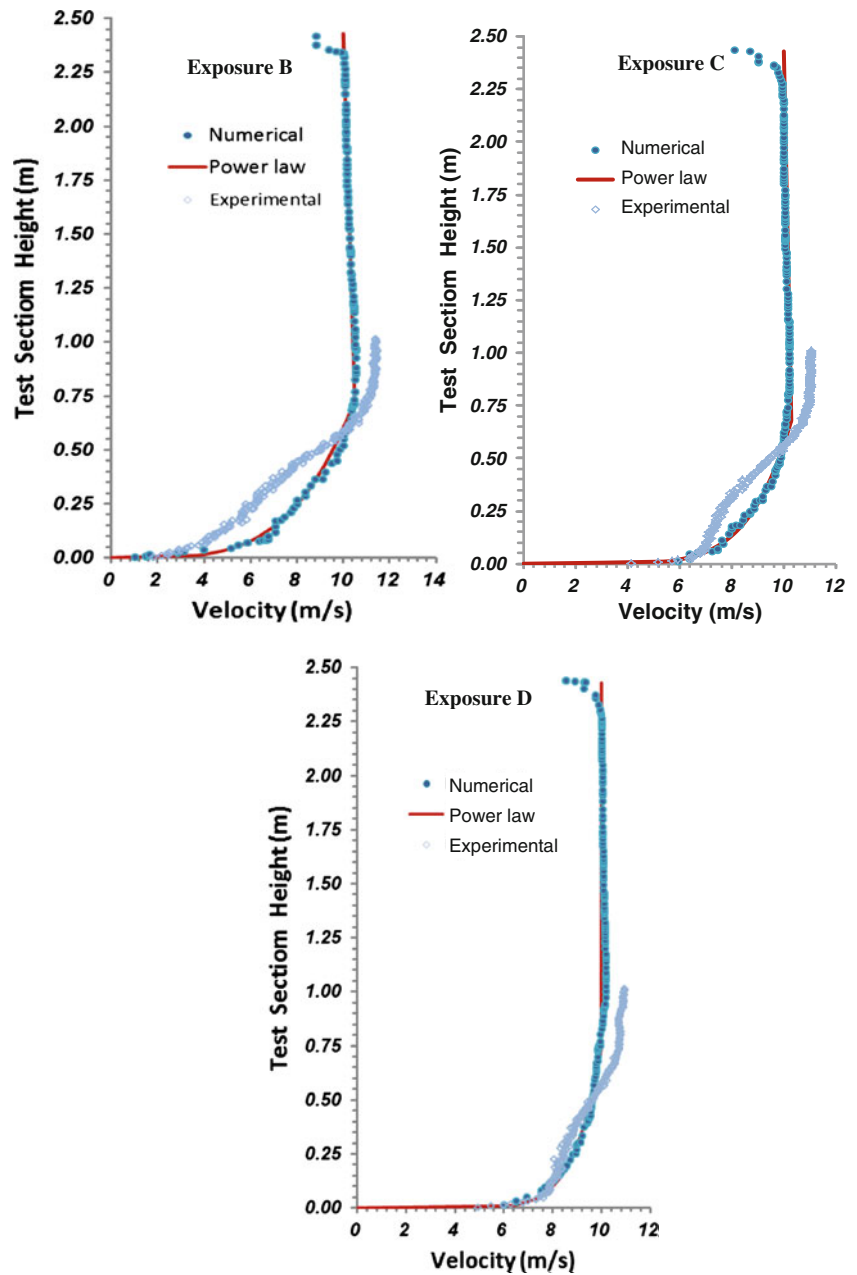 Exposure B
Numerical
Power law
Experimental
Test Sectiom Height (m)
2.50
2.25
2.00
1.75
1.50
1.25
1.00
0.75
0.50
0.25
0.00
0 2 4 6 8 10 12 14
Velocity (m/s)
Exposure C
Numerical
Power law
Experimental
Test Sectiom Height (m)
2.50
2.25
2.00
1.75
1.50
1.25
1.00
0.75
0.50
0.25
0.00
0 2 4 6 8 10 12
Velocity (m/s)
Exposure D
Numerical
Power law
Experimental
Test Sectiom Height (m)
2.50
2.25
2.00
1.75
1.50
1.25
1.00
0.75
0.50
0.25
0.00
0 2 4 6 8 10 12
Velocity (m/s)